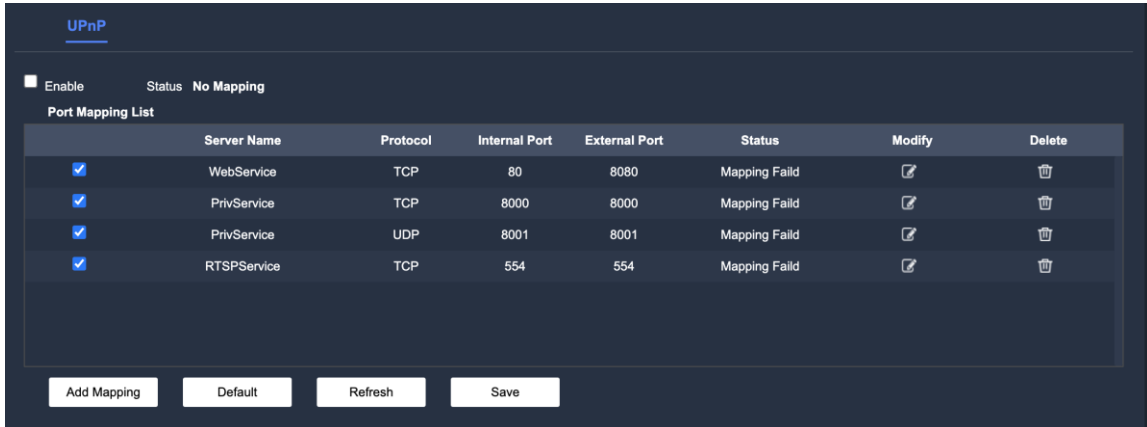 UPnP
Enable Status No Mapping
Port Mapping List
Server Name Protocol Internal Port External Port Status Modify Delete
WebService TCP 80 8080 Mapping Faild
PrivService TCP 8000 8000 Mapping Faild
PrivService UDP 8001 8001 Mapping Faild
RTSPService TCP 554 554 Mapping Faild
Add Mapping Default Refresh Save